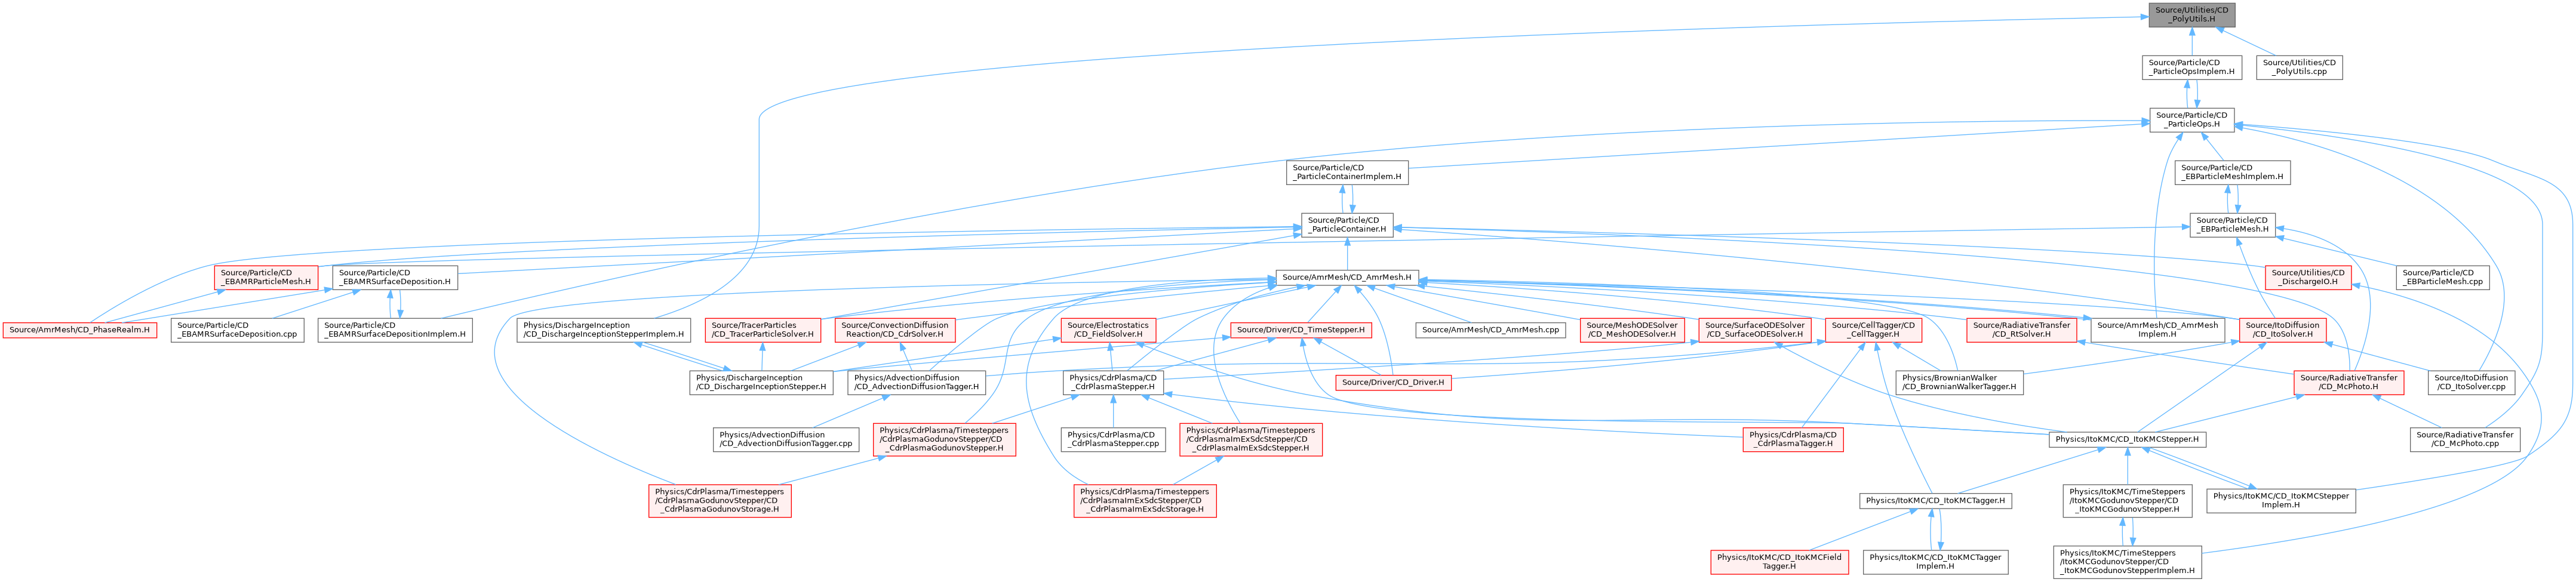 Source/Utilities/CD
_PolyUtils.H
Source/Particle/CD
_ParticleOpsImplem.H
Source/Utilities/CD
_PolyUtils.cpp
Source/Particle/CD
_ParticleOps.H
Source/Particle/CD
_ParticleContainerImplem.H
Source/Particle/CD
_EBParticleMeshImplem.H
Source/Particle/CD
_ParticleContainer.H
Source/Particle/CD
_EBParticleMesh.H
Source/Particle/CD
_EBAMRParticleMesh.H
Source/Particle/CD
_EBAMRSurfaceDeposition.H
Source/AmrMesh/CD_AmrMesh.H
Source/Utilities/CD
_DischargeIO.H
Source/Particle/CD
_EBParticleMesh.cpp
Source/AmrMesh/CD_PhaseRealm.H
Source/Particle/CD
_EBAMRSurfaceDeposition.cpp
Source/Particle/CD
_EBAMRSurfaceDepositionImplem.H
Physics/DischargeInception
/CD_DischargeInceptionStepperImplem.H
Source/TracerParticles
/CD_TracerParticleSolver.H
Source/ConvectionDiffusion
Reaction/CD_CdrSolver.H
Source/Electrostatics
/CD_FieldSolver.H
Source/Driver/CD_TimeStepper.H
Source/AmrMesh/CD_AmrMesh.cpp
Source/MeshODESolver
/CD_MeshODESolver.H
Source/SurfaceODESolver
/CD_SurfaceODESolver.H
Source/CellTagger/CD
_CellTagger.H
Source/RadiativeTransfer
/CD_RtSolver.H
Source/AmrMesh/CD_AmrMesh
Implem.H
Source/ItoDiffusion
/CD_ItoSolver.H
Physics/DischargeInception
/CD_DischargeInceptionStepper.H
Physics/AdvectionDiffusion
/CD_AdvectionDiffusionTagger.H
Physics/CdrPlasma/CD
_CdrPlasmaStepper.H
Source/Driver/CD_Driver.H
Physics/BrownianWalker
/CD_BrownianWalkerTagger.H
Source/RadiativeTransfer
/CD_McPhoto.H
Source/ItoDiffusion
/CD_ItoSolver.cpp
Physics/AdvectionDiffusion
/CD_AdvectionDiffusionTagger.cpp
Physics/CdrPlasma/Timesteppers
/CdrPlasmaGodunovStepper/CD
_CdrPlasmaGodunovStepper.H
Physics/CdrPlasma/CD
_CdrPlasmaStepper.cpp
Physics/CdrPlasma/Timesteppers
/CdrPlasmaImExSdcStepper/CD
_CdrPlasmaImExSdcStepper.H
Physics/CdrPlasma/CD
_CdrPlasmaTagger.H
Physics/ItoKMC/CD_ItoKMCStepper.H
Source/RadiativeTransfer
/CD_McPhoto.cpp
Physics/CdrPlasma/Timesteppers
/CdrPlasmaGodunovStepper/CD
_CdrPlasmaGodunovStorage.H
Physics/CdrPlasma/Timesteppers
/CdrPlasmaImExSdcStepper/CD
_CdrPlasmaImExSdcStorage.H
Physics/ItoKMC/CD_ItoKMCTagger.H
Physics/ItoKMC/TimeSteppers
/ItoKMCGodunovStepper/CD
_ItoKMCGodunovStepper.H
Physics/ItoKMC/CD_ItoKMCStepper
Implem.H
Physics/ItoKMC/CD_ItoKMCField
Tagger.H
Physics/ItoKMC/CD_ItoKMCTagger
Implem.H
Physics/ItoKMC/TimeSteppers
/ItoKMCGodunovStepper/CD
_ItoKMCGodunovStepperImplem.H